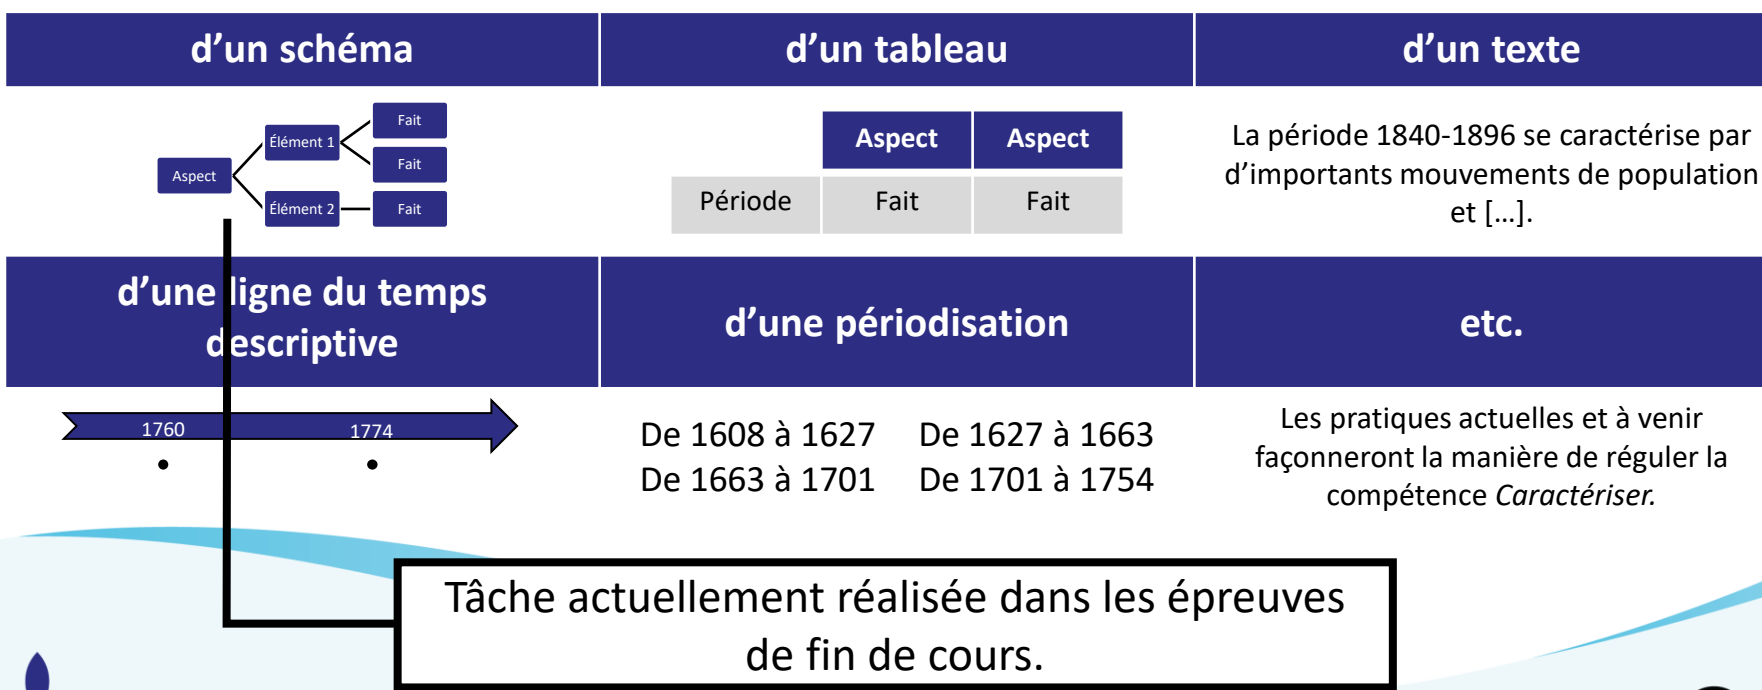 d’un schéma
d’un tableau
d’un texte
Aspect
Élément 1
Élément 2
Fait
Fait
Fait
Aspect Aspect
Période Fait Fait
La période 1840-1896 se caractérise par
d’importants mouvements de population
et […].
d’une ligne du temps
descriptive
d’une périodisation
etc.
1760 1774
De 1608 à 1627 De 1627 à 1663
De 1663 à 1701 De 1701 à 1754
Les pratiques actuelles et à venir
façonneront la manière de réguler la
compétence Caractériser.
Tâche actuellement réalisée dans les épreuves
de fin de cours.